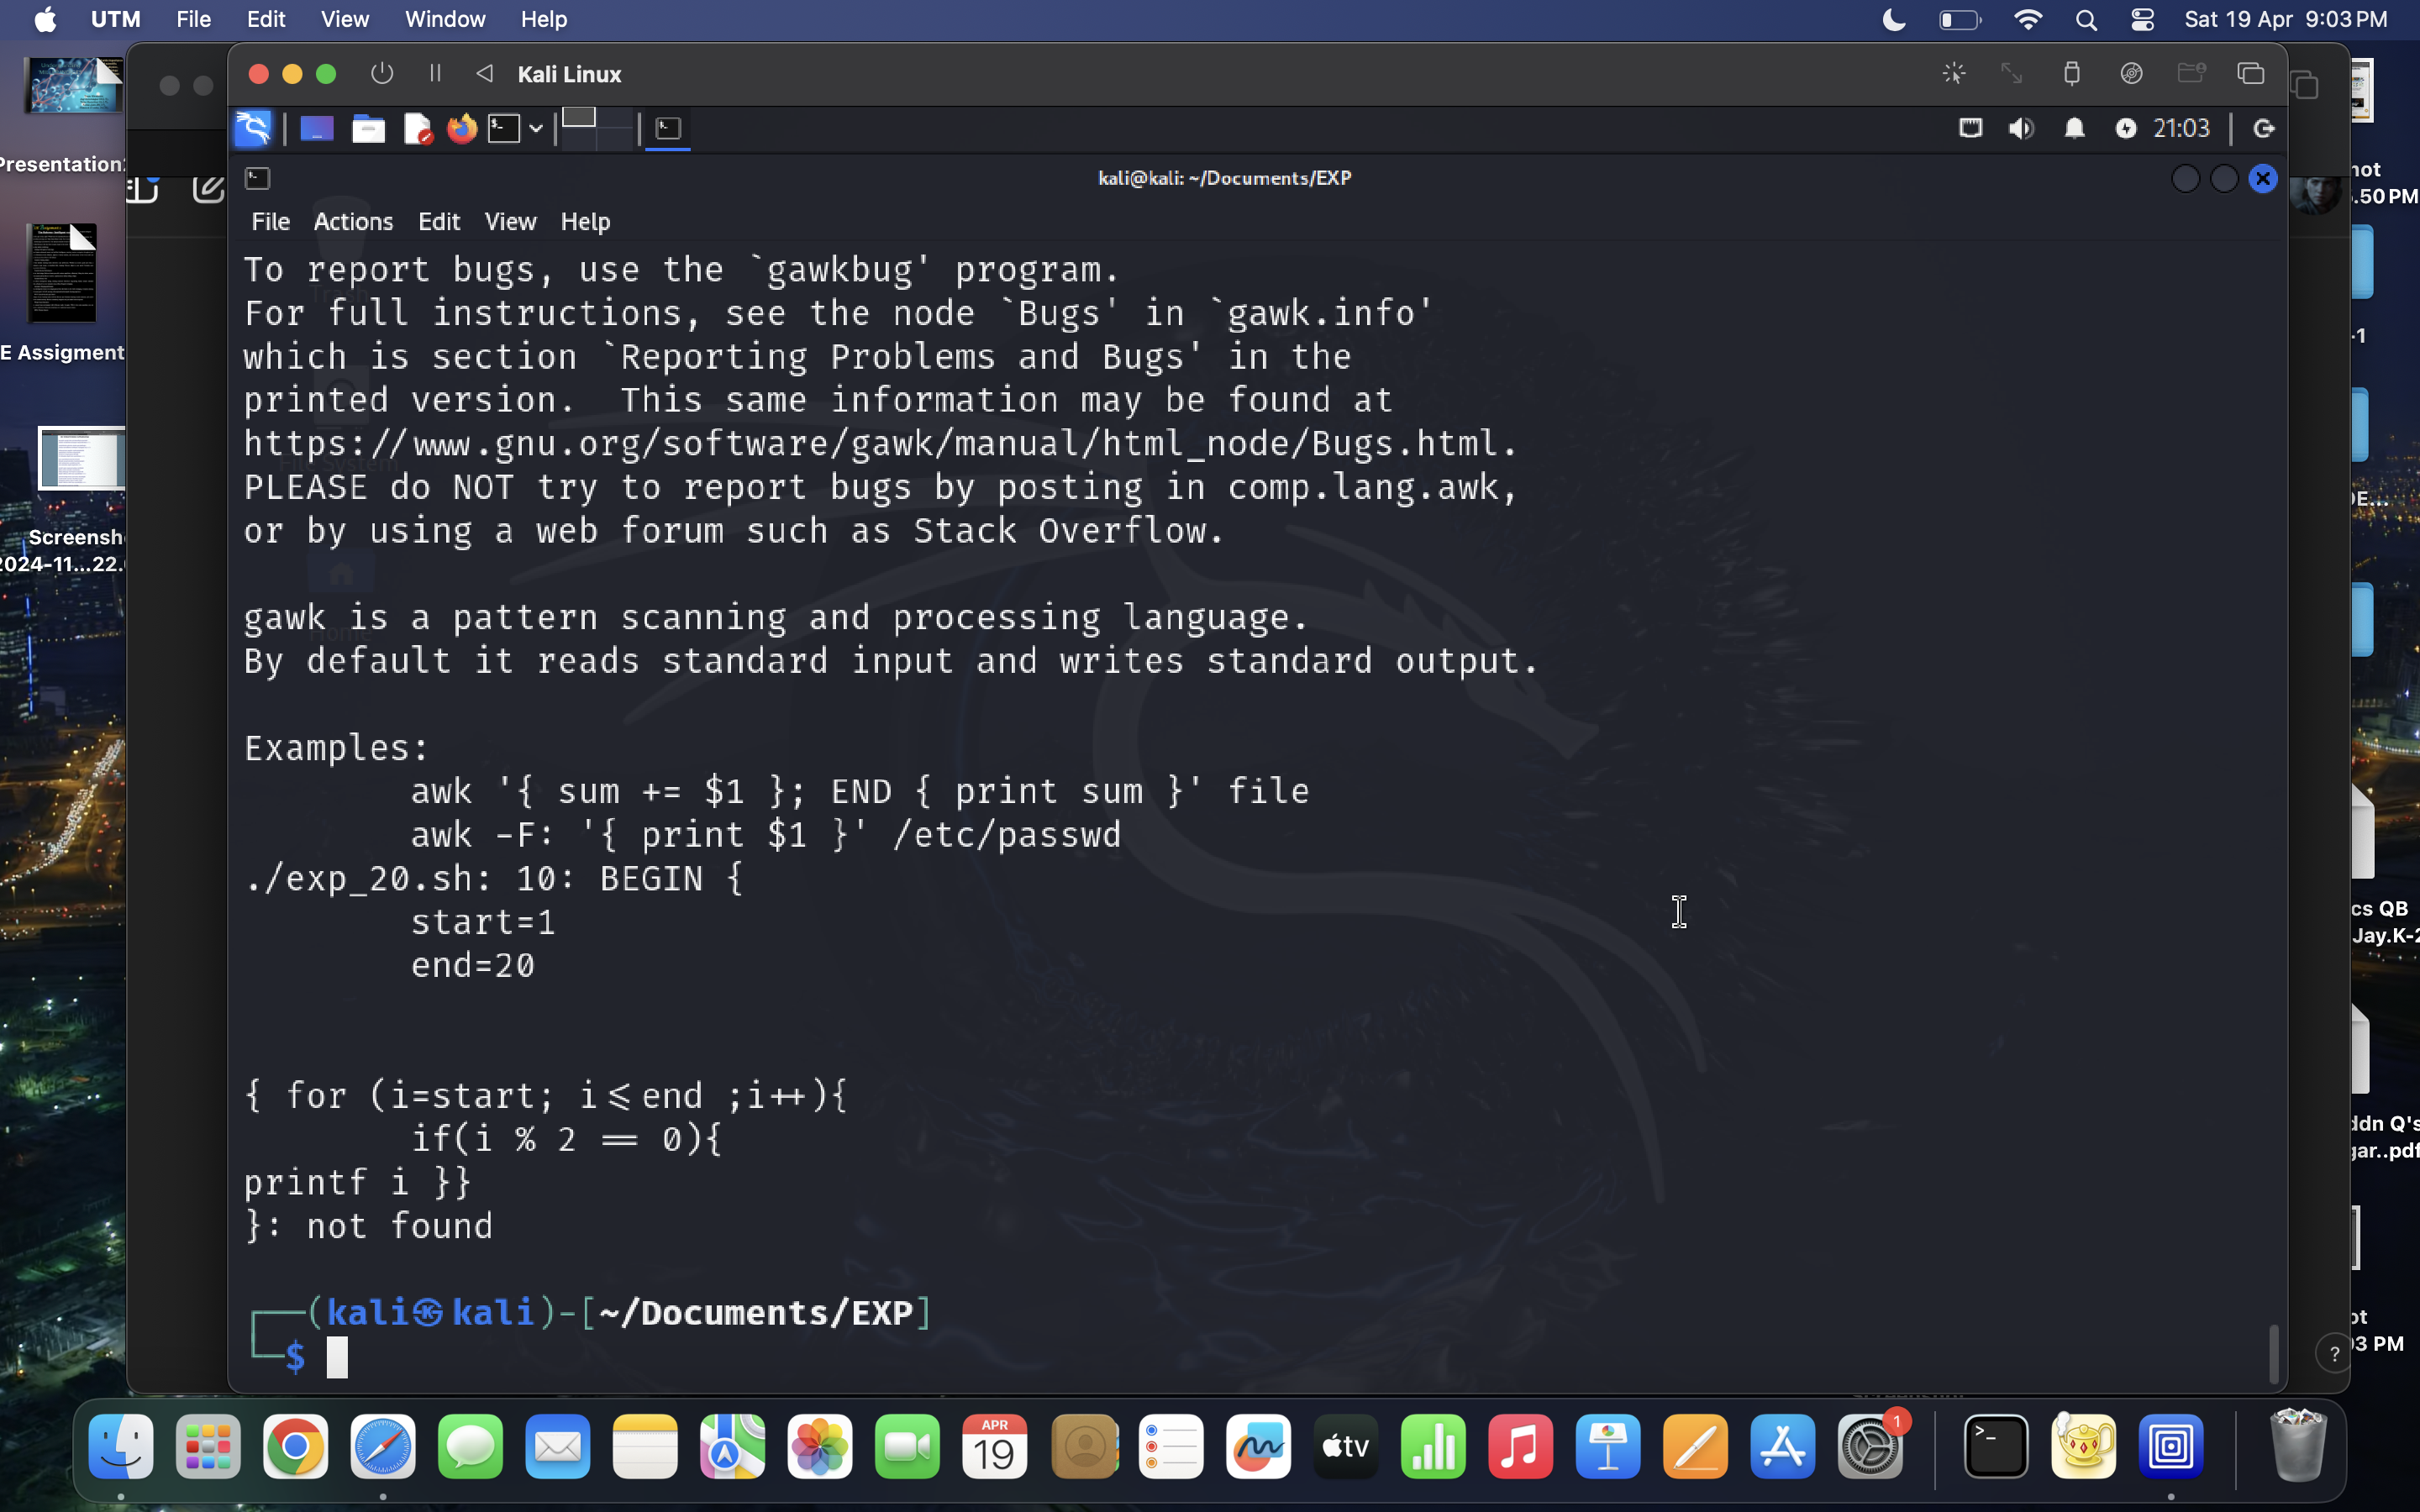 UTM File Edit View Window Help
Sat 19 Apr 9:03 PM
Kali Linux
21:03
kali@kali: ~/Documents/EXP
File Actions Edit View Help
To report bugs, use the `gawkbug' program.
For full instructions, see the node `Bugs' in `gawk.info'
which is section `Reporting Problems and Bugs' in the
printed version.  This same information may be found at
https://www.gnu.org/software/gawk/manual/html_node/Bugs.html.
PLEASE do NOT try to report bugs by posting in comp.lang.awk,
or by using a web forum such as Stack Overflow.
gawk is a pattern scanning and processing language.
By default it reads standard input and writes standard output.
Examples:
awk '{ sum += $1 }; END { print sum }' file
awk -F: '{ print $1 }' /etc/passwd
./exp_20.sh: 10: BEGIN {
start=1
end=20
{ for (i=start; i<=end ;i++){
if(i % 2 == 0){
printf i }}
}: not found
(kali㉿kali)-[~/Documents/EXP]
$
Trash
File System
Home
Presentation
E Assigment
Screensh
2024-11...22.
.50 PM
-1
cs QB
Jay.K-2
ddn Q's
gar..pdf
3 PM
?
APR
19
tv
1